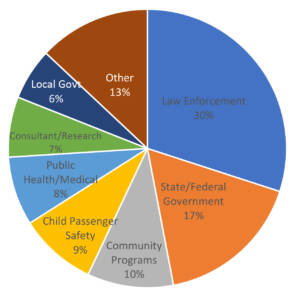 Law Enforcement
30%
State/Federal
Government
17%
Community
Programs
10%
Child Passenger
Safety
9%
Public
Health/Medical
8%
Consultant/Research
7%
Local Govt
6%
Other
13%